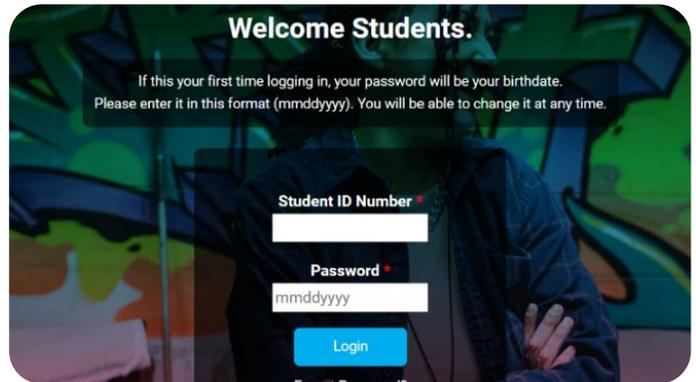 Welcome Students.
If this your first time logging in, your password will be your birthdate.
Please enter it in this format (mmddyyyy). You will be able to change it at any time.
Student ID Number *
Password *
mmddyyyy
Login